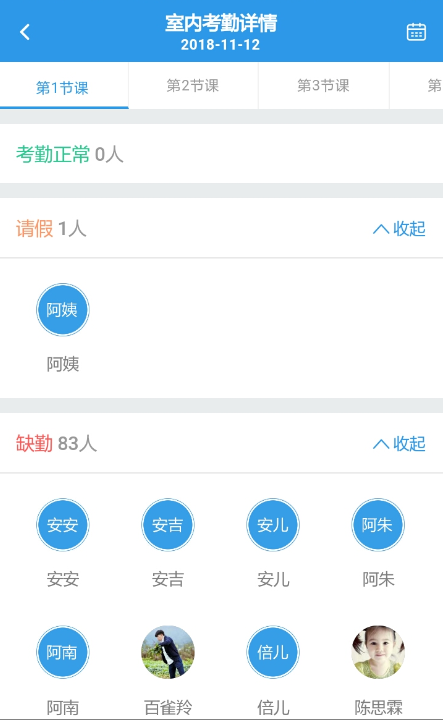 室内考勤详情
2018-11-12
第1节课 第2节课 第3节课 第
考勤正常 0人
请假 1人 收起
阿姨
阿姨
缺勤 83人 收起
安安 安吉 安儿 阿朱
安安 安吉 安儿 阿朱
阿南 倍儿
阿南 百雀羚 倍儿 陈思霖